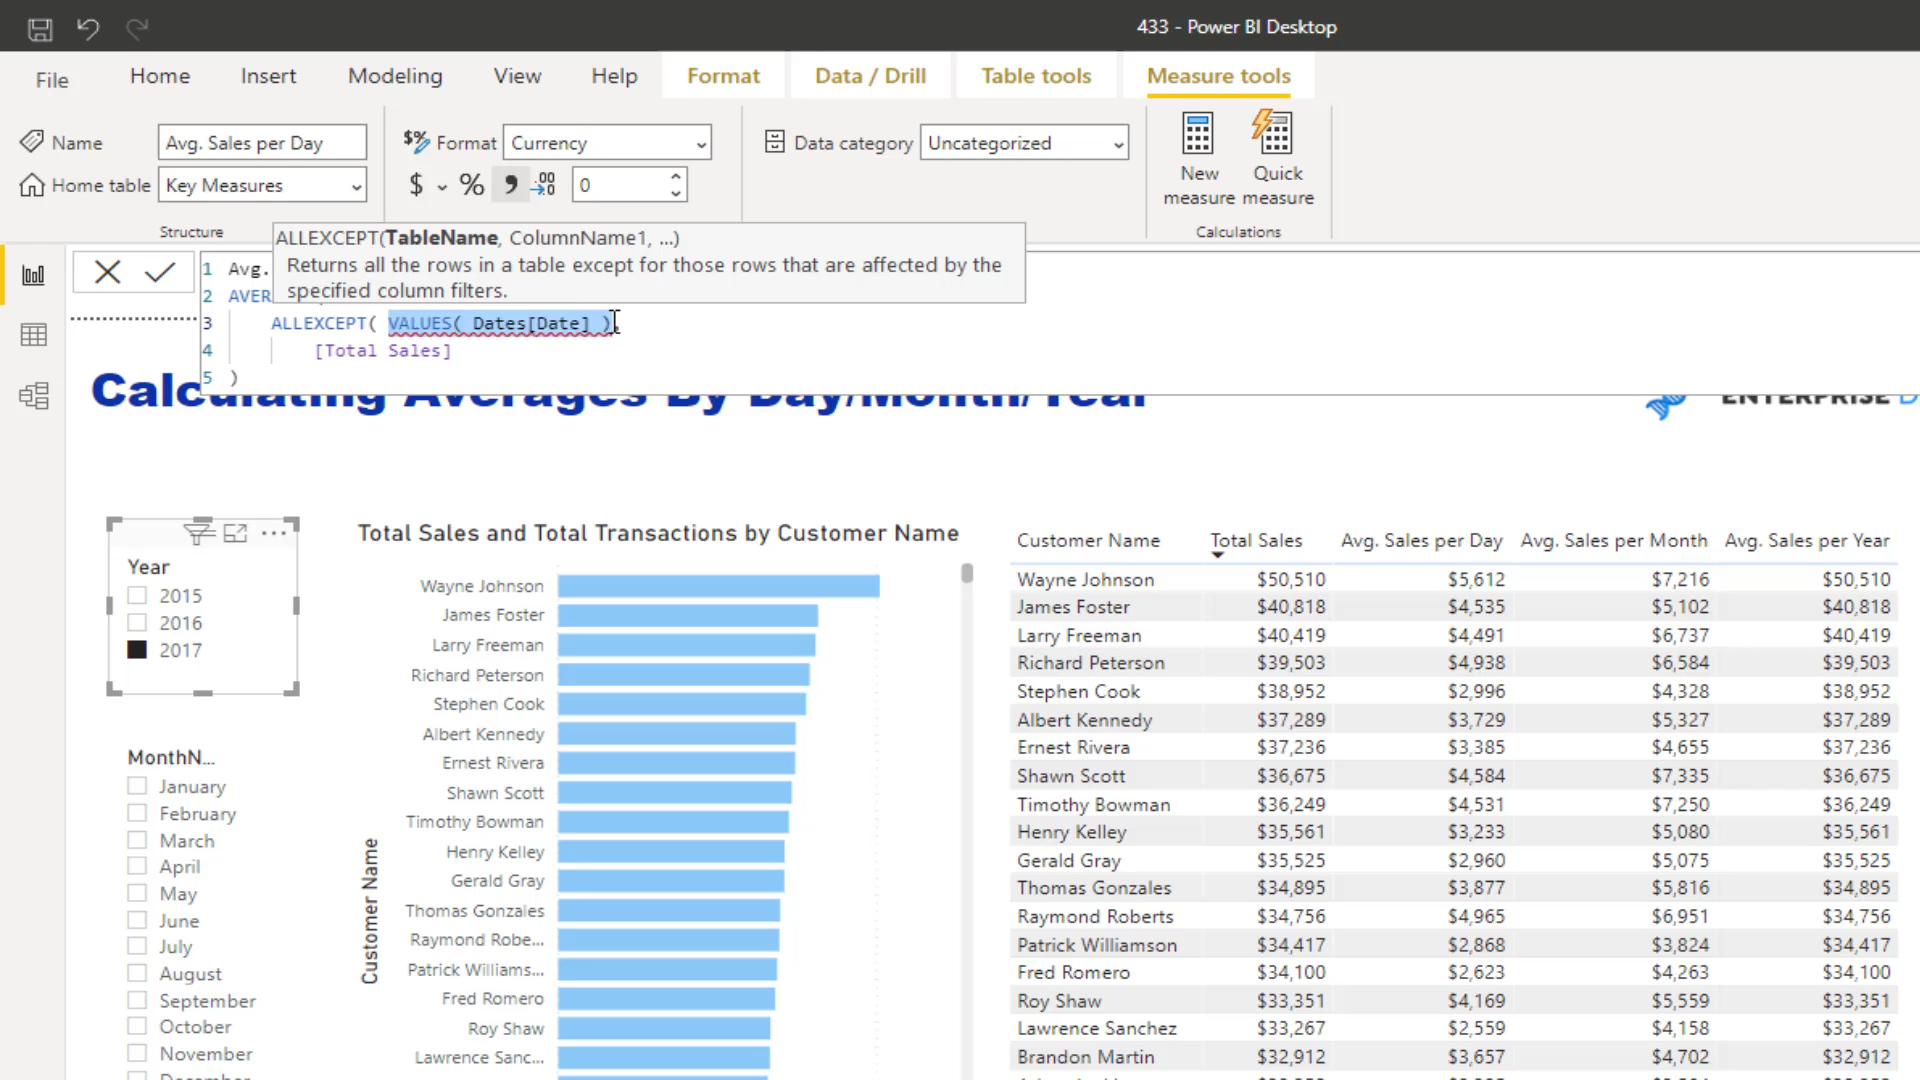 433 - Power BI Desktop
File Home Insert Modeling View Help Format Data / Drill Table tools Measure tools
Name Avg. Sales per Day
Format Currency
Data category Uncategorized
Home table Key Measures
$ % 0
New measure
Quick measure
Structure
Calculations
ALLEXCEPT(TableName, ColumnName1, ...)
Returns all the rows in a table except for those rows that are affected by the
specified column filters.
1 Avg.
2 AVER
3 ALLEXCEPT( VALUES( Dates[Date] ),
4 [Total Sales]
5 )
Calculating Averages By Day/Month/Year
ENTERPRISE D
Year
2015
2016
2017
MonthN...
January
February
March
April
May
June
July
August
September
October
November
December
Total Sales and Total Transactions by Customer Name
Customer Name
Wayne Johnson
James Foster
Larry Freeman
Richard Peterson
Stephen Cook
Albert Kennedy
Ernest Rivera
Shawn Scott
Timothy Bowman
Henry Kelley
Gerald Gray
Thomas Gonzales
Raymond Robe...
Patrick Williams...
Fred Romero
Roy Shaw
Lawrence Sanc...
Customer Name Total Sales Avg. Sales per Day Avg. Sales per Month Avg. Sales per Year
Wayne Johnson $50,510 $5,612 $7,216 $50,510
James Foster $40,818 $4,535 $5,102 $40,818
Larry Freeman $40,419 $4,491 $6,737 $40,419
Richard Peterson $39,503 $4,938 $6,584 $39,503
Stephen Cook $38,952 $2,996 $4,328 $38,952
Albert Kennedy $37,289 $3,729 $5,327 $37,289
Ernest Rivera $37,236 $3,385 $4,655 $37,236
Shawn Scott $36,675 $4,584 $7,335 $36,675
Timothy Bowman $36,249 $4,531 $7,250 $36,249
Henry Kelley $35,561 $3,233 $5,080 $35,561
Gerald Gray $35,525 $2,960 $5,075 $35,525
Thomas Gonzales $34,895 $3,877 $5,816 $34,895
Raymond Roberts $34,756 $4,965 $6,951 $34,756
Patrick Williamson $34,417 $2,868 $3,824 $34,417
Fred Romero $34,100 $2,623 $4,263 $34,100
Roy Shaw $33,351 $4,169 $5,559 $33,351
Lawrence Sanchez $33,267 $2,559 $4,158 $33,267
Brandon Martin $32,912 $3,657 $4,702 $32,912